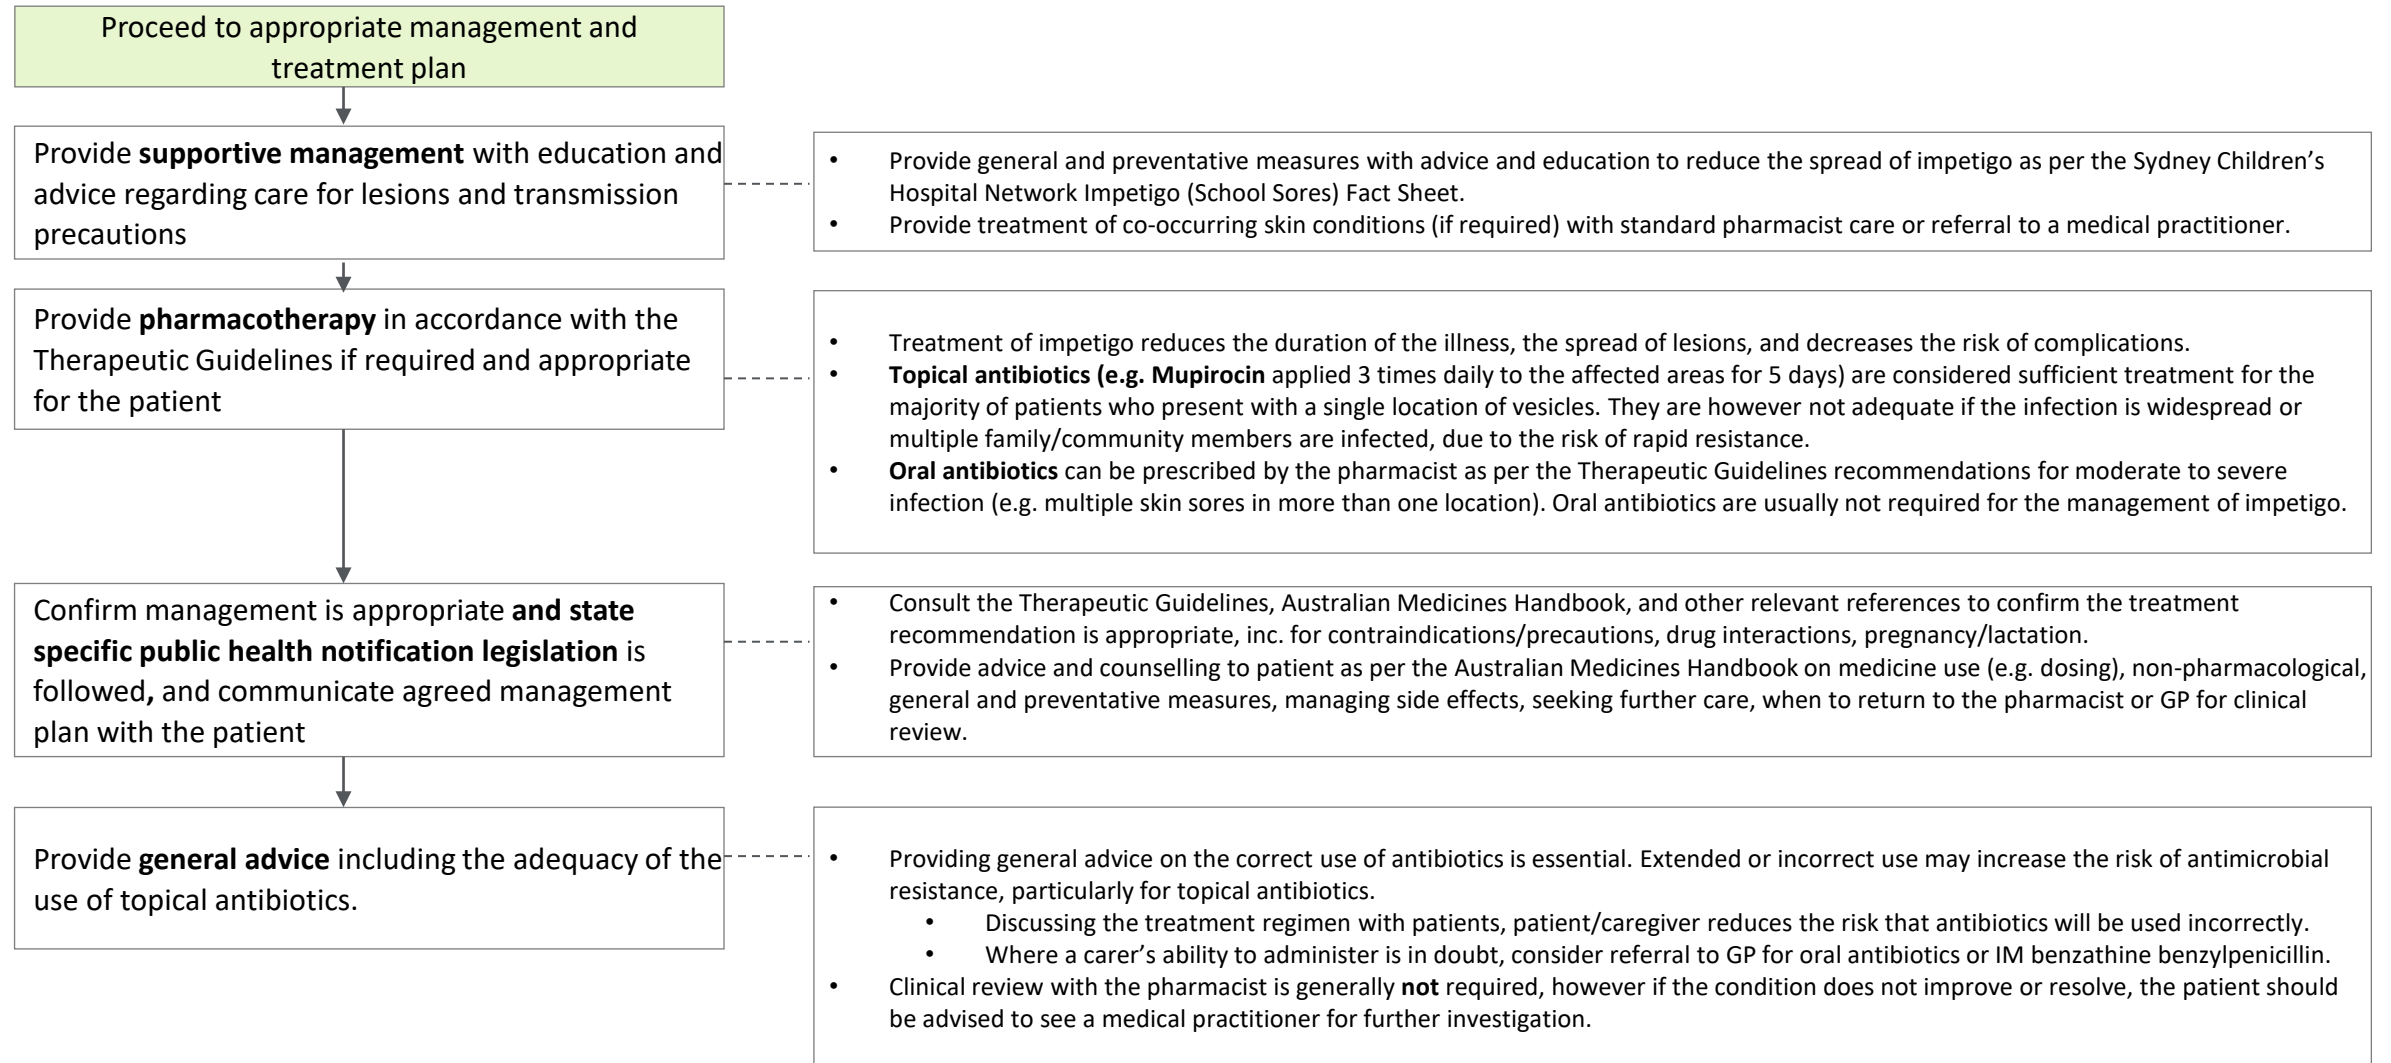 Proceed to appropriate management and
treatment plan
Provide supportive management with education and
advice regarding care for lesions and transmission
precautions
• Provide general and preventative measures with advice and education to reduce the spread of impetigo as per the Sydney Children's
Hospital Network Impetigo (School Sores) Fact Sheet.
• Provide treatment of co-occurring skin conditions (if required) with standard pharmacist care or referral to a medical practitioner.
Provide pharmacotherapy in accordance with the
Therapeutic Guidelines if required and appropriate
for the patient
• Treatment of impetigo reduces the duration of the illness, the spread of lesions, and decreases the risk of complications.
• Topical antibiotics (e.g. Mupirocin applied 3 times daily to the affected areas for 5 days) are considered sufficient treatment for the
majority of patients who present with a single location of vesicles. They are however not adequate if the infection is widespread or
multiple family/community members are infected, due to the risk of rapid resistance.
• Oral antibiotics can be prescribed by the pharmacist as per the Therapeutic Guidelines recommendations for moderate to severe
infection (e.g. multiple skin sores in more than one location). Oral antibiotics are usually not required for the management of impetigo.
Confirm management is appropriate and state
specific public health notification legislation is
followed, and communicate agreed management
plan with the patient
• Consult the Therapeutic Guidelines, Australian Medicines Handbook, and other relevant references to confirm the treatment
recommendation is appropriate, inc. for contraindications/precautions, drug interactions, pregnancy/lactation.
• Provide advice and counselling to patient as per the Australian Medicines Handbook on medicine use (e.g. dosing), non-pharmacological,
general and preventative measures, managing side effects, seeking further care, when to return to the pharmacist or GP for clinical
review.
Provide general advice including the adequacy of the
use of topical antibiotics.
• Providing general advice on the correct use of antibiotics is essential. Extended or incorrect use may increase the risk of antimicrobial
resistance, particularly for topical antibiotics.
• Discussing the treatment regimen with patients, patient/caregiver reduces the risk that antibiotics will be used incorrectly.
• Where a carer's ability to administer is in doubt, consider referral to GP for oral antibiotics or IM benzathine benzylpenicillin.
• Clinical review with the pharmacist is generally not required, however if the condition does not improve or resolve, the patient should
be advised to see a medical practitioner for further investigation.